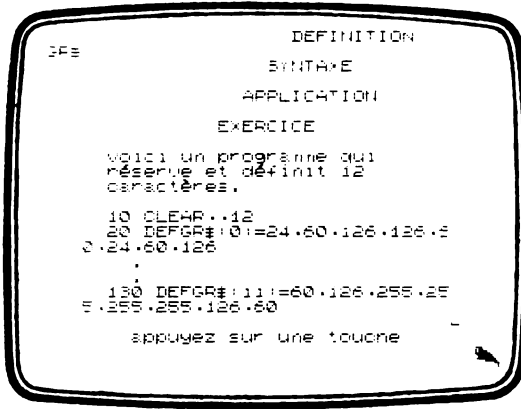 DEFINITION
GR$
SYNTAXE
APPLICATION
EXERCICE
voici un programme qui
réserve et définit 12
caractères.
10 CLEAR,,12
20 DEFGR$(0)=24,60,126,126,6
0,24,60,126
.
.
130 DEFGR$(11)=60,126,255,25
5,255,255,126,60
appuyez sur une touche